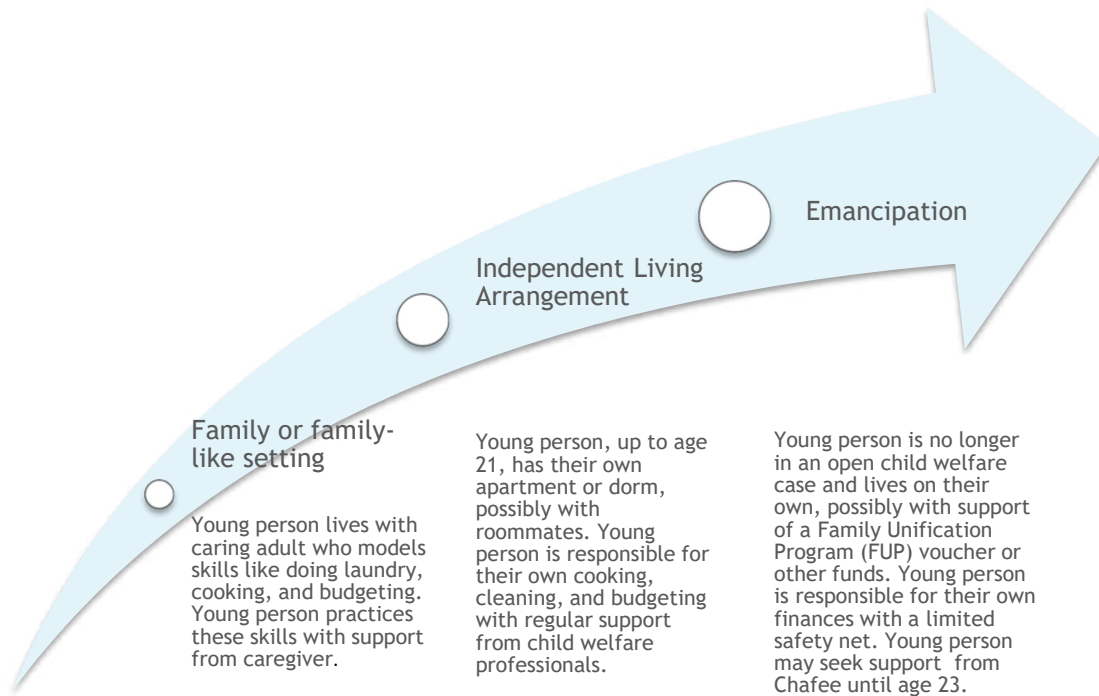 Emancipation
Independent Living
Arrangement
Family or family-
like setting
Young person lives with
caring adult who models
skills like doing laundry,
cooking, and budgeting.
Young person practices
these skills with support
from caregiver.
Young person, up to age
21, has their own
apartment or dorm,
possibly with
roommates. Young
person is responsible for
their own cooking,
cleaning, and budgeting
with regular support
from child welfare
professionals.
Young person is no longer
in an open child welfare
case and lives on their
own, possibly with support
of a Family Unification
Program (FUP) voucher or
other funds. Young person
is responsible for their own
finances with a limited
safety net. Young person
may seek support  from
Chafee until age 23.